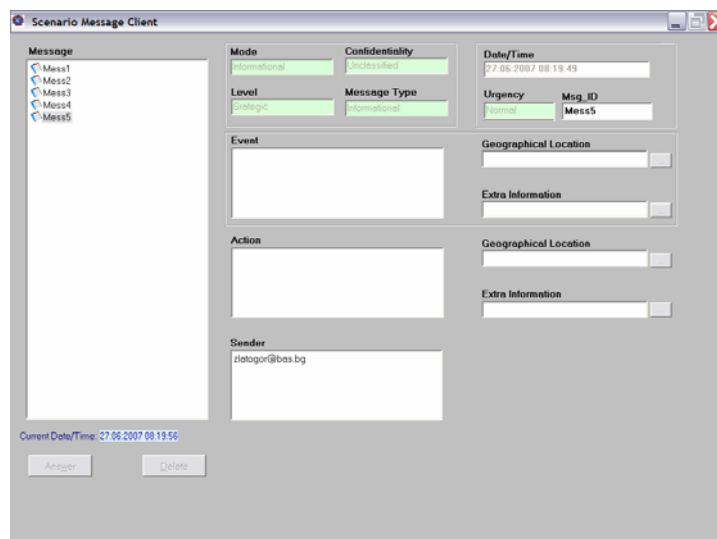 Scenario Message Client
Message
Mess1
Mess2
Mess3
Mess4
Mess5
Mode
Informational
Confidentiality
Unclassified
Level
Srategic
Message Type
Informational
Date/Time
27.06.2007 08:19:49
Urgency
Normal
Msg_ID
Mess5
Event
Geographical Location
...
Extra Information
...
Action
Geographical Location
...
Extra Information
...
Sender
zlatogor@bas.bg
Current Date/Time: 27.06.2007 08:19:56
Answer
Delete